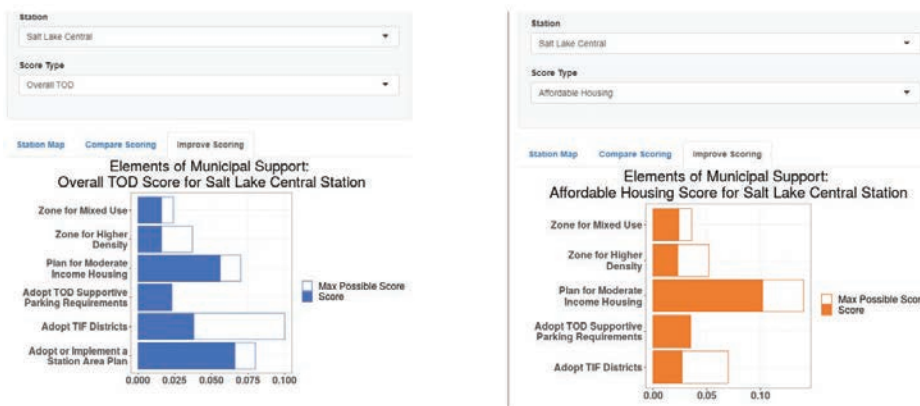 Station
Salt Lake Central
Score Type
Overall TOD
Station Map Compare Scoring Improve Scoring
Elements of Municipal Support:
Overall TOD Score for Salt Lake Central Station
Zone for Mixed Use
Zone for Higher
Density
Plan for Moderate
Income Housing
Adopt TOD Supportive
Parking Requirements
Adopt TIF Districts
Adopt or Implement a
Station Area Plan
0.000 0.025 0.050 0.075 0.100
Max Possible Score
Score
Station
Salt Lake Central
Score Type
Affordable Housing
Station Map Compare Scoring Improve Scoring
Elements of Municipal Support:
Affordable Housing Score for Salt Lake Central Station
Zone for Mixed Use
Zone for Higher
Density
Plan for Moderate
Income Housing
Adopt TOD Supportive
Parking Requirements
Adopt TIF Districts
0.00 0.05 0.10
Max Possible Score
Score